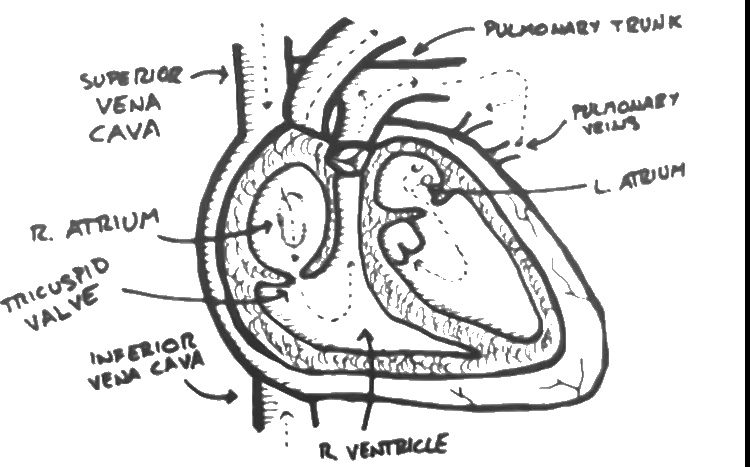 PULMONARY TRUNK
SUPERIOR
VENA
CAVA
PULMONARY
VEINS
L. ATRIUM
R. ATRIUM
TRICUSPID
VALVE
INFERIOR
VENA CAVA
R. VENTRICLE